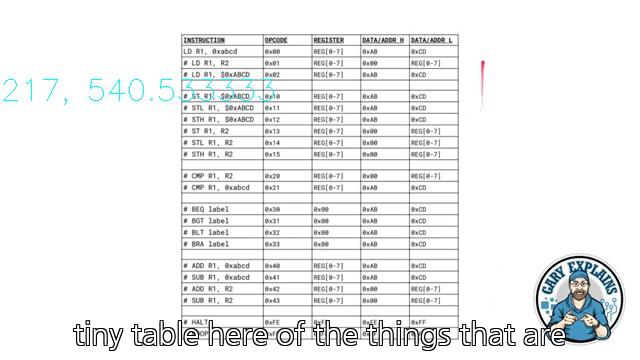 INSTRUCTION OPCODE REGISTER DATA/ADDR H DATA/ADDR L
LD R1, 0xabcd 0x00 REG[0-7] 0xAB 0xCD
# LD R1, R2 0x01 REG[0-7] 0x00 REG[0-7]
# LD R1, $0xABCD 0x02 REG[0-7] 0xAB 0xCD
217, 540.533333
# ST R1, $0xABCD 0x10 REG[0-7] 0xAB 0xCD
# STL R1, $0xABCD 0x11 REG[0-7] 0xAB 0xCD
# STH R1, $0xABCD 0x12 REG[0-7] 0xAB 0xCD
# ST R1, R2 0x13 REG[0-7] 0x00 REG[0-7]
# STL R1, R2 0x14 REG[0-7] 0x00 REG[0-7]
# STH R1, R2 0x15 REG[0-7] 0x00 REG[0-7]
# CMP R1, R2 0x20 REG[0-7] 0x00 REG[0-7]
# CMP R1, 0xabcd 0x21 REG[0-7] 0xAB 0xCD
# BEQ label 0x30 0x00 0xAB 0xCD
# BGT label 0x31 0x00 0xAB 0xCD
# BLT label 0x32 0x00 0xAB 0xCD
# BRA label 0x33 0x00 0xAB 0xCD
# ADD R1, 0xabcd 0x40 REG[0-7] 0xAB 0xCD
# SUB R1, 0xabcd 0x41 REG[0-7] 0xAB 0xCD
# ADD R1, R2 0x42 REG[0-7] 0x00 REG[0-7]
# SUB R1, R2 0x43 REG[0-7] 0x00 REG[0-7]
# HALT 0xFE 0xFF
GARY EXPLAINS
tiny table here of the things that are